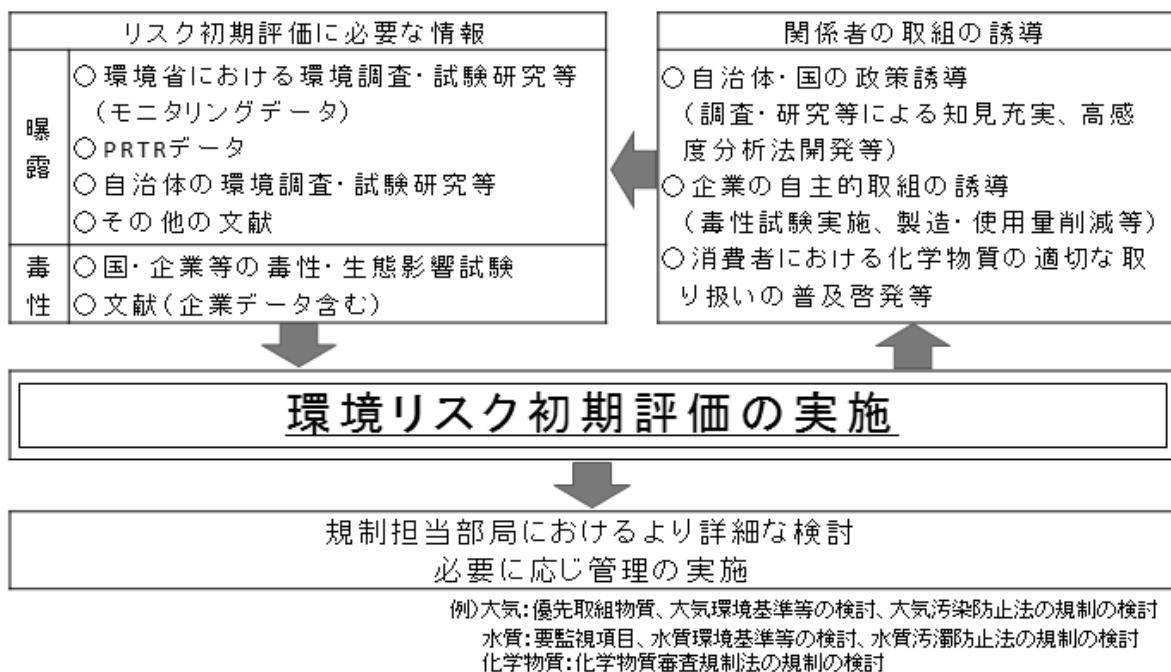 リスク初期評価に必要な情報
曝露
○環境省における環境調査・試験研究等
（モニタリングデータ）
○PRTRデータ
○自治体の環境調査・試験研究等
○その他の文献
毒性
○国・企業等の毒性・生態影響試験
○文献（企業データ含む）
関係者の取組の誘導
○自治体・国の政策誘導
（調査・研究等による知見充実、高感
度分析法開発等）
○企業の自主的取組の誘導
（毒性試験実施、製造・使用量削減等）
○消費者における化学物質の適切な取
り扱いの普及啓発等
環境リスク初期評価の実施
規制担当部局におけるより詳細な検討
必要に応じ管理の実施
例）大気：優先取組物質、大気環境基準等の検討、大気汚染防止法の規制の検討
水質：要監視項目、水質環境基準等の検討、水質汚濁防止法の規制の検討
化学物質：化学物質審査規制法の規制の検討